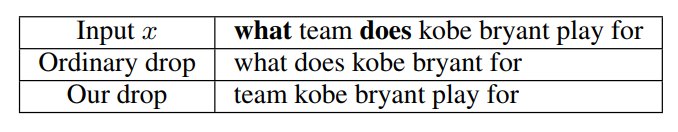 Input x what team does kobe bryant play for
Ordinary drop what does kobe bryant for
Our drop team kobe bryant play for